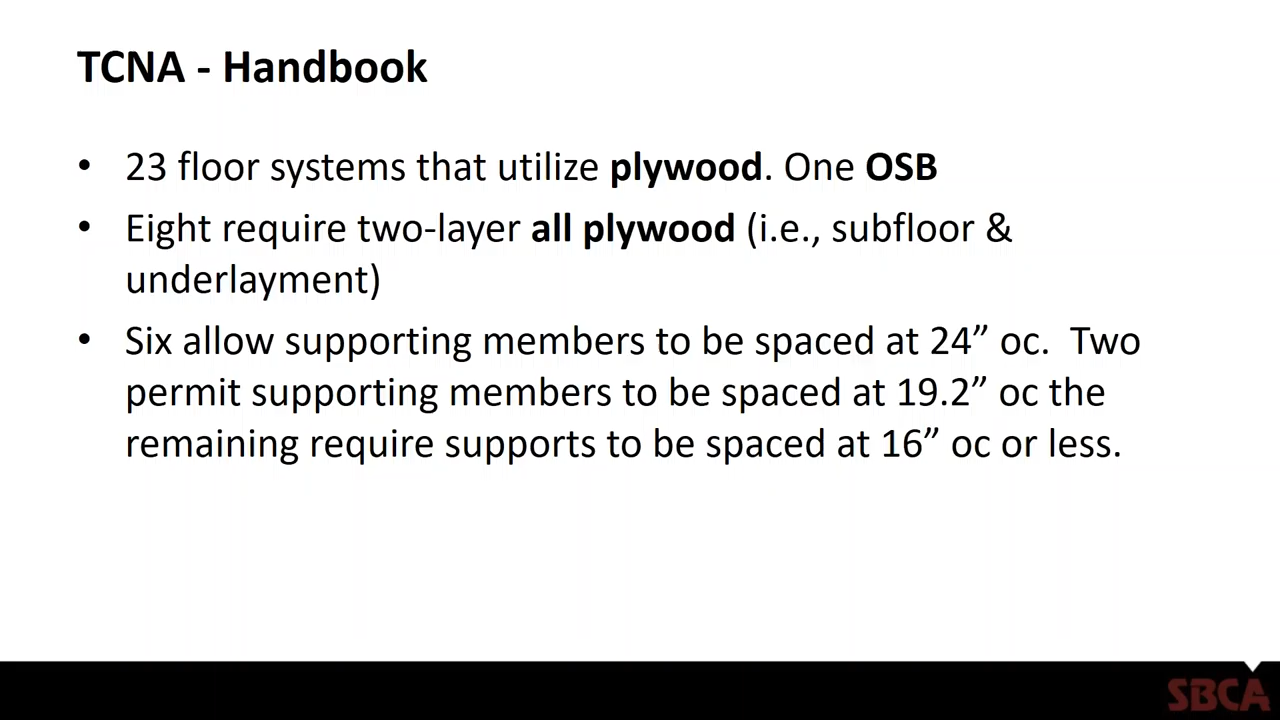 TCNA - Handbook
• 23 floor systems that utilize plywood. One OSB
• Eight require two-layer all plywood (i.e., subfloor &
underlayment)
• Six allow supporting members to be spaced at 24” oc.  Two
permit supporting members to be spaced at 19.2” oc the
remaining require supports to be spaced at 16” oc or less.
SBCA